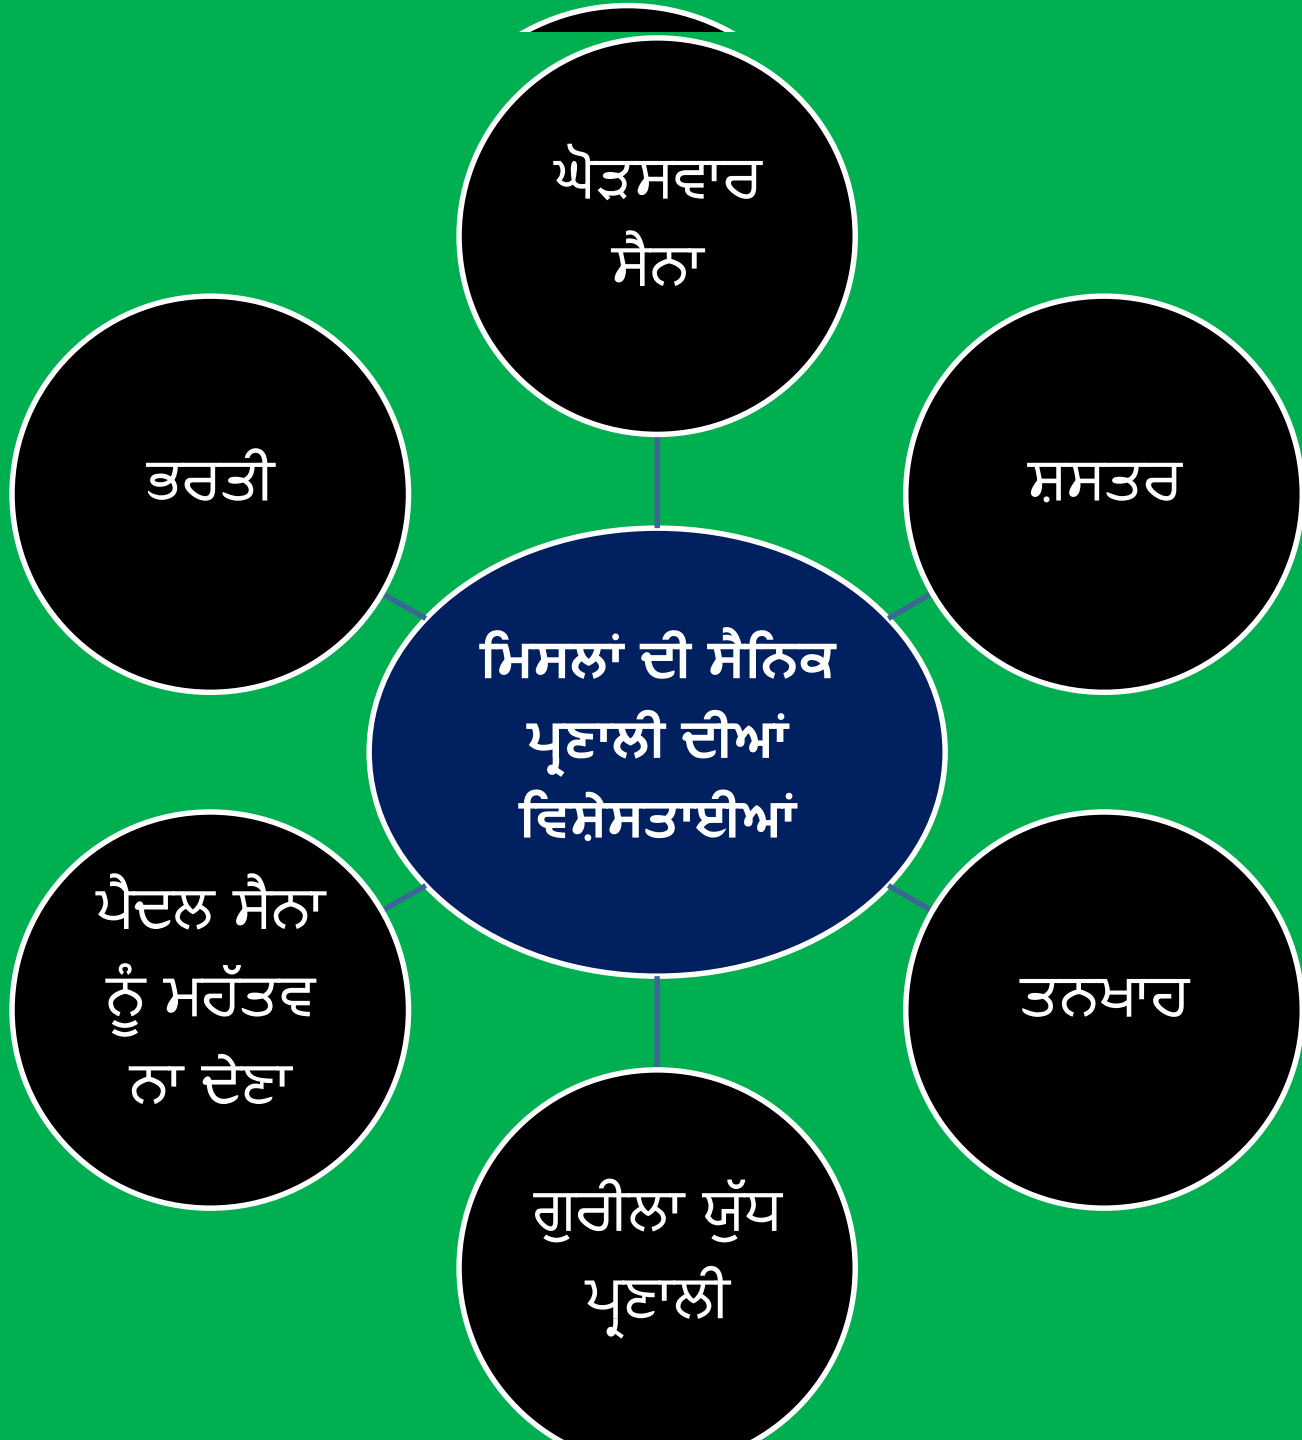 ਘੋੜਸਵਾਰ
ਸੈਨਾ
ਭਰਤੀ
ਸ਼ਸਤਰ
ਮਿਸਲਾਂ ਦੀ ਸੈਨਿਕ
ਪ੍ਰਣਾਲੀ ਦੀਆਂ
ਵਿਸ਼ੇਸਤਾਈਆਂ
ਪੈਦਲ ਸੈਨਾ
ਨੂੰ ਮਹੱਤਵ
ਨਾ ਦੇਣਾ
ਤਨਖਾਹ
ਗੁਰੀਲਾ ਯੁੱਧ
ਪ੍ਰਣਾਲੀ